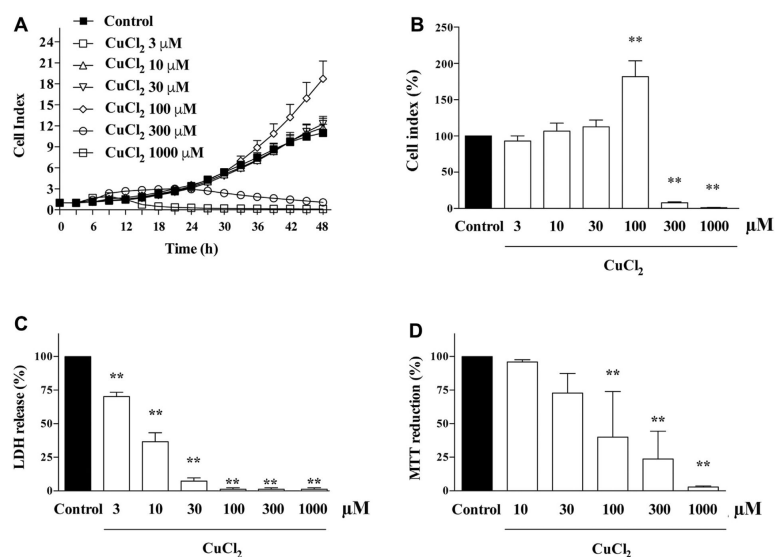 A
Cell Index
24
21
18
15
12
9
6
3
0
Control
CuCl2 3 μM
CuCl2 10 μM
CuCl2 30 μM
CuCl2 100 μM
CuCl2 300 μM
CuCl2 1000 μM
0 6 12 18 24 30 36 42 48
Time (h)
B
Cell index (%)
250
200
150
100
50
0
**
**
**
Control 3 10 30 100 300 1000 μM
CuCl2
C
LDH release (%)
100
75
50
25
0
**
**
**
**
**
**
Control 3 10 30 100 300 1000 μM
CuCl2
D
MTT reduction (%)
100
75
50
25
0
**
**
**
Control 10 30 100 300 1000 μM
CuCl2